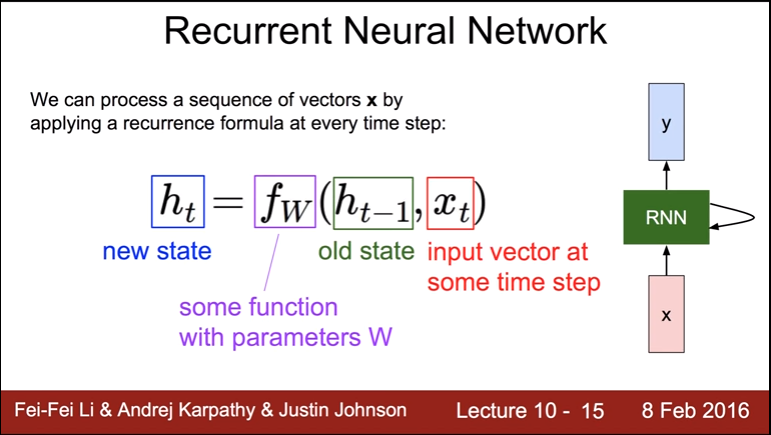 Recurrent Neural Network
We can process a sequence of vectors x by
applying a recurrence formula at every time step:
h_t = f_W(h_{t-1}, x_t)
new state
old state
input vector at
some time step
some function
with parameters W
y
RNN
x
Fei-Fei Li & Andrej Karpathy & Justin Johnson
Lecture 10 - 15
8 Feb 2016